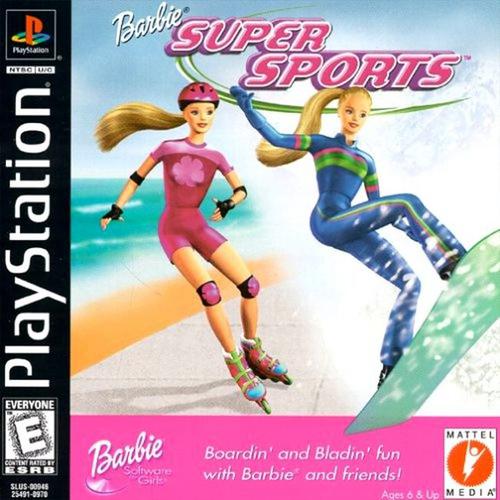 PlayStation
NTSC U/C
PlayStation
EVERYONE
E
CONTENT RATED BY
ESRB
SLUS-00946
25491-0970
Barbie®
SUPER
SPORTS™
Barbie
Software
for Girls
Boardin' and Bladin' fun
with Barbie® and friends!
Ages 6 & Up
MATTEL
MEDIA